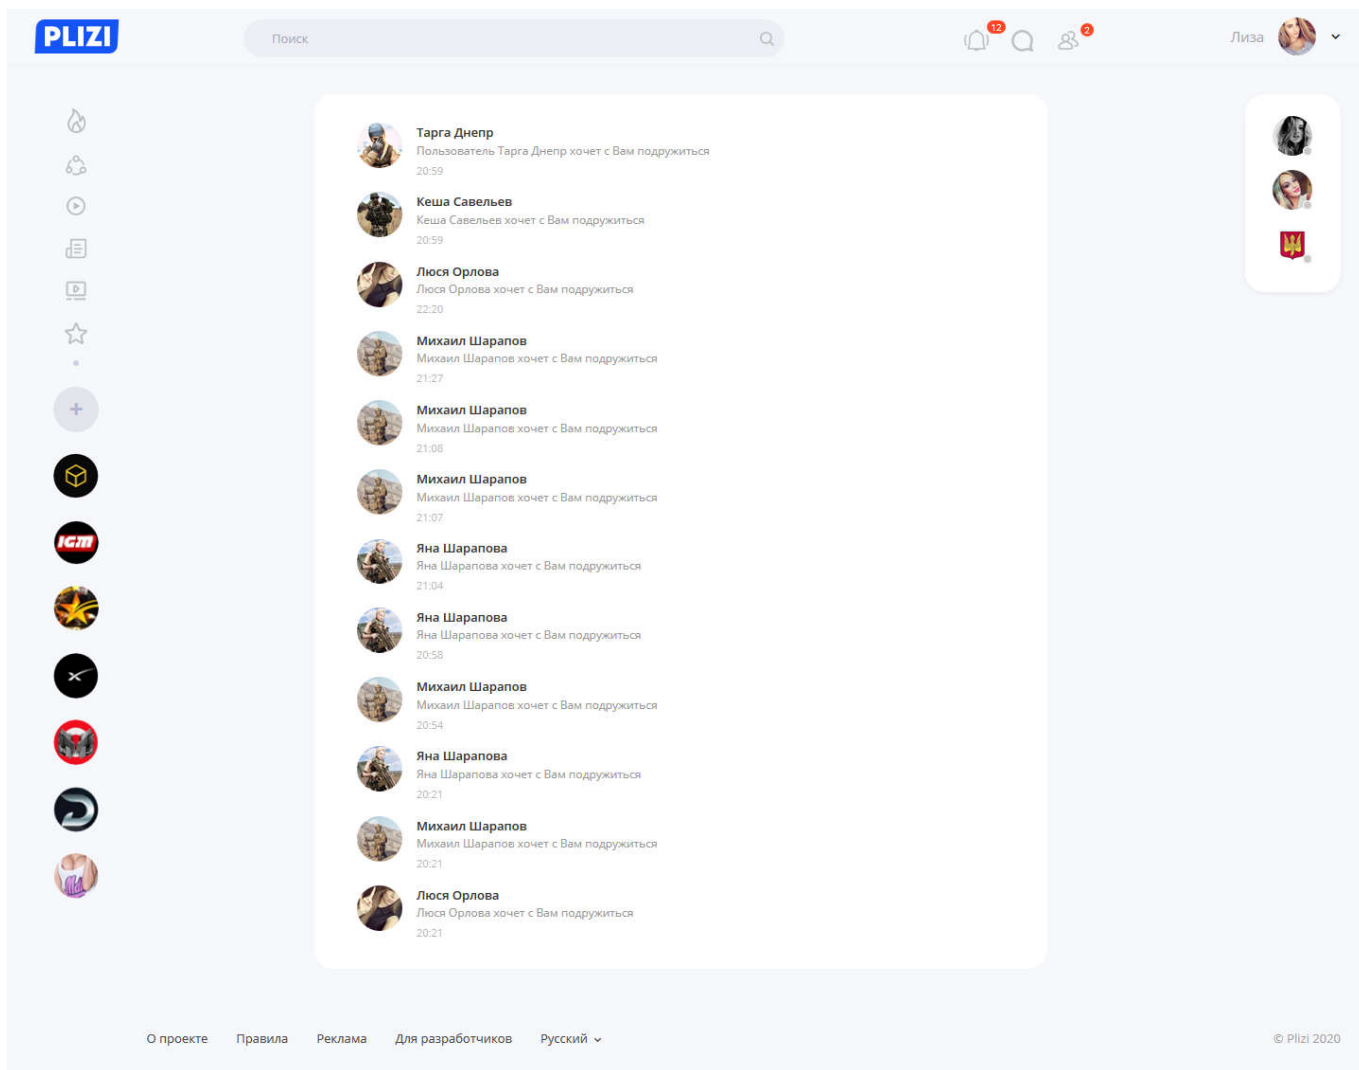 PLIZI
Поиск
12
2
Лиза
Тарга Днепр
Пользователь Тарга Днепр хочет с Вам подружиться
20:59
Кеша Савельев
Кеша Савельев хочет с Вам подружиться
20:59
Люся Орлова
Люся Орлова хочет с Вам подружиться
22:20
Михаил Шарапов
Михаил Шарапов хочет с Вам подружиться
21:27
Михаил Шарапов
Михаил Шарапов хочет с Вам подружиться
21:08
Михаил Шарапов
Михаил Шарапов хочет с Вам подружиться
21:07
Яна Шарапова
Яна Шарапова хочет с Вам подружиться
21:04
Яна Шарапова
Яна Шарапова хочет с Вам подружиться
20:58
Михаил Шарапов
Михаил Шарапов хочет с Вам подружиться
20:54
Яна Шарапова
Яна Шарапова хочет с Вам подружиться
20:21
Михаил Шарапов
Михаил Шарапов хочет с Вам подружиться
20:21
Люся Орлова
Люся Орлова хочет с Вам подружиться
20:21
IGM
О проекте
Правила
Реклама
Для разработчиков
Русский
© Plizi 2020